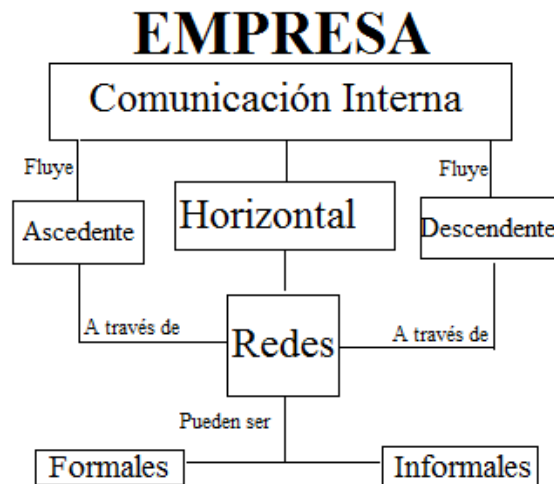 EMPRESA
Comunicación Interna
Fluye
Fluye
Ascedente
Horizontal
Descendente
A través de
Redes
A través de
Pueden ser
Formales
Informales